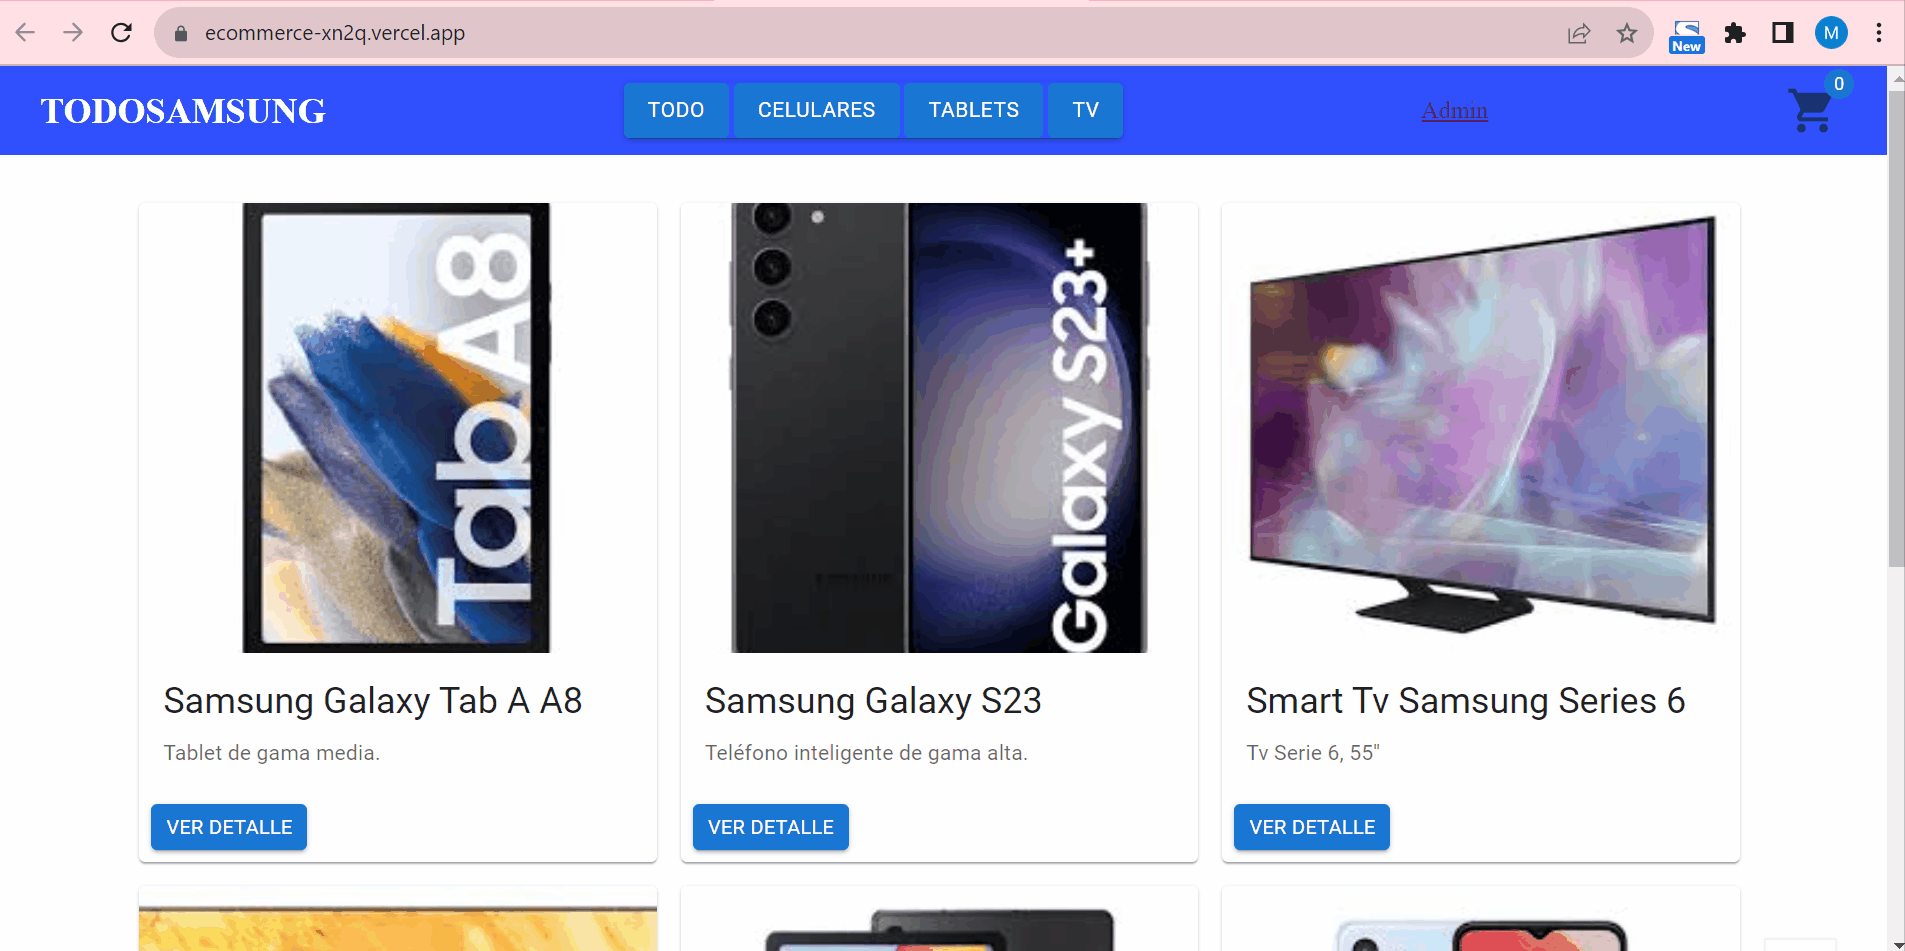 ecommerce-xn2q.vercel.app
New
M
TODOSAMSUNG
TODO
CELULARES
TABLETS
TV
Admin
0
Tab A8
Galaxy S23+
Samsung Galaxy Tab A A8
Tablet de gama media.
VER DETALLE
Samsung Galaxy S23
Teléfono inteligente de gama alta.
VER DETALLE
Smart Tv Samsung Series 6
Tv Serie 6, 55"
VER DETALLE